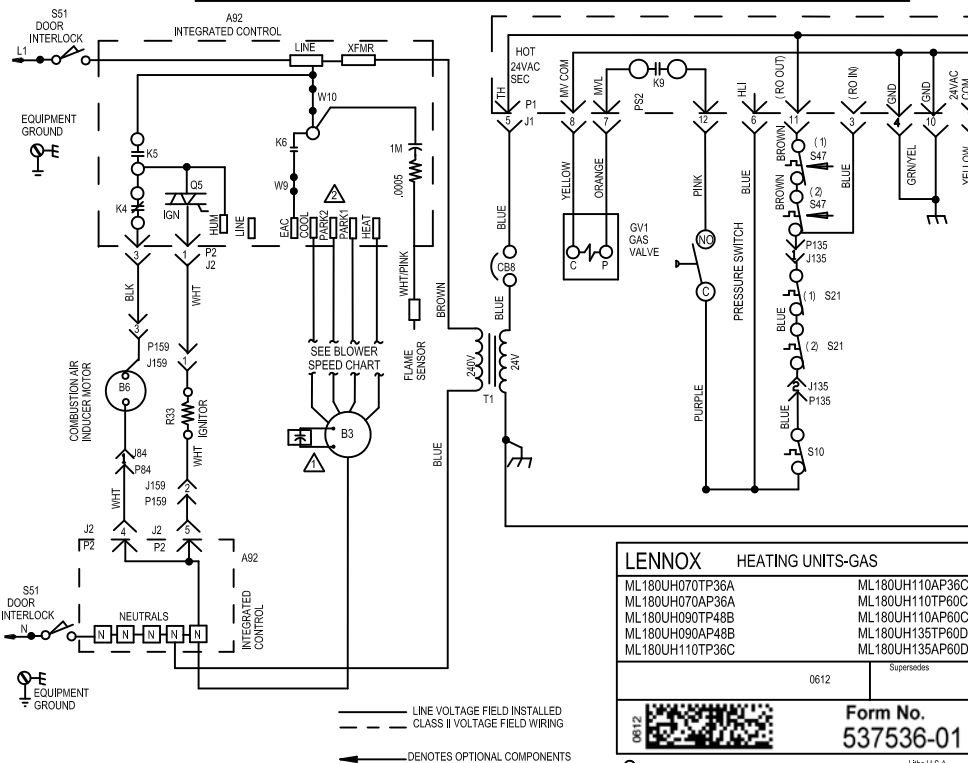 S51
DOOR
INTERLOCK
L1
A92
INTEGRATED CONTROL
LINE
XFMR
W10
EQUIPMENT
GROUND
K5
K4
Q5
IGN
HUM
LINE
K6
W9
1M
.0005
2
EAC
COOL
PARK2
PARK1
HEAT
3
1
P2
J2
BLK
WHT
3
P159
J159
1
COMBUSTION AIR
INDUCER MOTOR
B6
R33
IGNITOR
WHT
1
J84
P84
J159
P159
2
WHT
J2
P2
4
J2
P2
5
A92
INTEGRATED
CONTROL
S51
DOOR
INTERLOCK
N
NEUTRALS
N N N N N
EQUIPMENT
GROUND
SEE BLOWER
SPEED CHART
B3
1
WHT/PINK
FLAME
SENSOR
BROWN
BLUE
240V
24V
T1
HOT
24VAC
SEC
TH
P1
J1
5
BLUE
CB8
BLUE
MV COM
8
YELLOW
MV/L
7
ORANGE
C
P
GV1
GAS
VALVE
PS2
K9
12
PINK
NO
C
PURPLE
PRESSURE SWITCH
HLI
6
BLUE
( RO OUT)
11
BROWN
( 1)
S47
BROWN
( 2)
S47
( RO IN)
3
BLUE
P135
1
J135
( 1) S21
BLUE
( 2) S21
2
J135
P135
BLUE
S10
GND
4
GRN/YEL
GND
10
24VAC
COM
YELLOW
LENNOX HEATING UNITS-GAS
ML180UH070TP36A ML180UH110AP36C
ML180UH070AP36A ML180UH110TP60C
ML180UH090TP48B ML180UH110AP60C
ML180UH090AP48B ML180UH135TP60D
ML180UH110TP36C ML180UH135AP60D
0612
Supersedes
0612
Form No.
537536-01
Litho U.S.A.
LINE VOLTAGE FIELD INSTALLED
CLASS II VOLTAGE FIELD WIRING
DENOTES OPTIONAL COMPONENTS